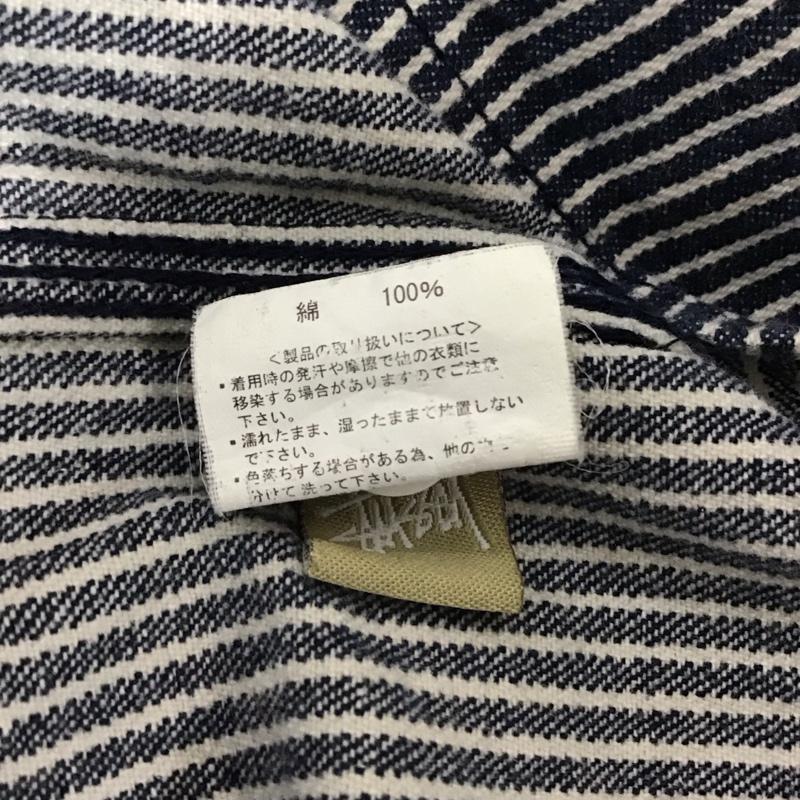 綿 100%
<製品の取り扱いについて>
・着用時の発汗や摩擦で他の衣類に
移染する場合がありますのでご注意
下さい。
・濡れたまま、湿ったままで放置しない
で下さい。
・色落ちする場合がある為、他の
分けて洗って下さい。